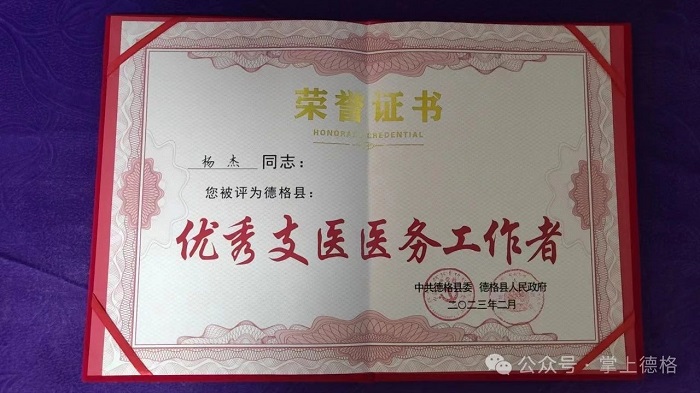 荣誉证书
HONORARY CREDENTIAL
杨杰 同志：
您被评为德格县：
优秀支医医务工作者
中共德格县委 德格县人民政府
二〇二三年二月
公众号·掌上德格